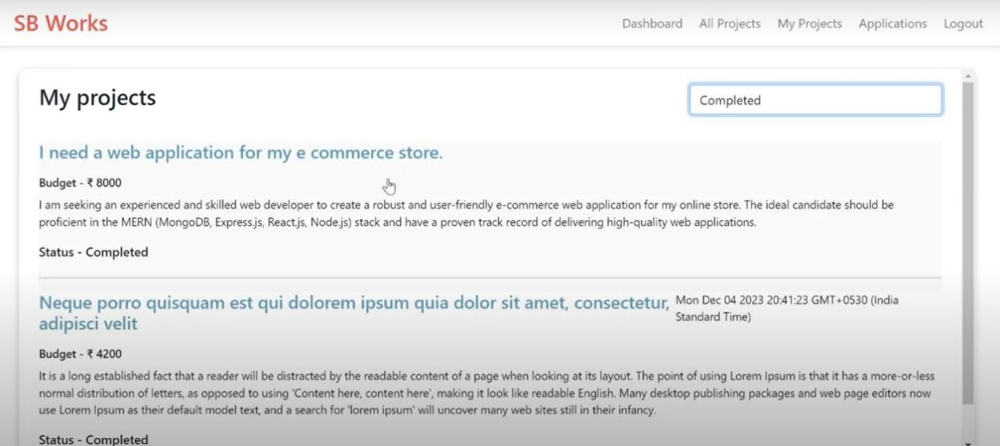 SB Works
Dashboard All Projects My Projects Applications Logout
My projects
Completed
I need a web application for my e commerce store.
Budget - ₹ 8000
I am seeking an experienced and skilled web developer to create a robust and user-friendly e-commerce web application for my online store. The ideal candidate should be
proficient in the MERN (MongoDB, Express.js, React.js, Node.js) stack and have a proven track record of delivering high-quality web applications.
Status - Completed
Neque porro quisquam est qui dolorem ipsum quia dolor sit amet, consectetur,
adipisci velit
Mon Dec 04 2023 20:41:23 GMT+0530 (India
Standard Time)
Budget - ₹ 4200
It is a long established fact that a reader will be distracted by the readable content of a page when looking at its layout. The point of using Lorem Ipsum is that it has a more-or-less
normal distribution of letters, as opposed to using 'Content here, content here', making it look like readable English. Many desktop publishing packages and web page editors now
use Lorem Ipsum as their default model text, and a search for 'lorem ipsum' will uncover many web sites still in their infancy.
Status - Completed